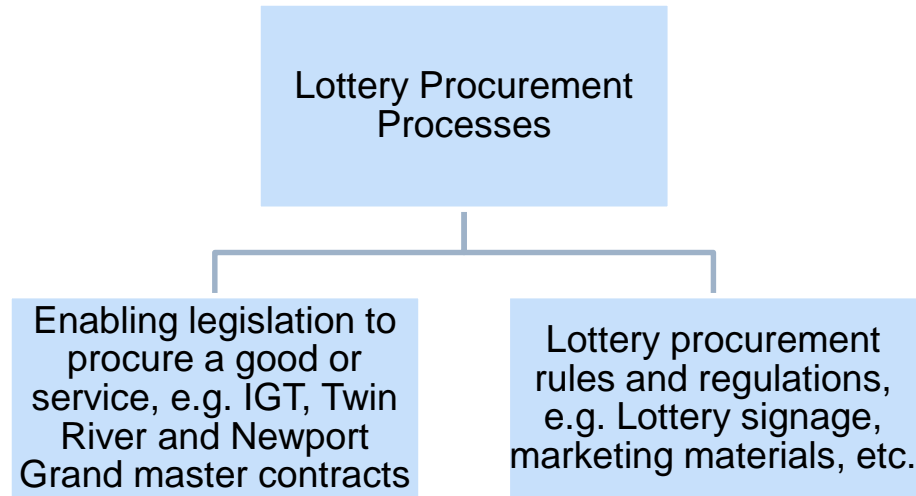 Lottery Procurement
Processes
Enabling legislation to
procure a good or
service, e.g. IGT, Twin
River and Newport
Grand master contracts
Lottery procurement
rules and regulations,
e.g. Lottery signage,
marketing materials, etc.